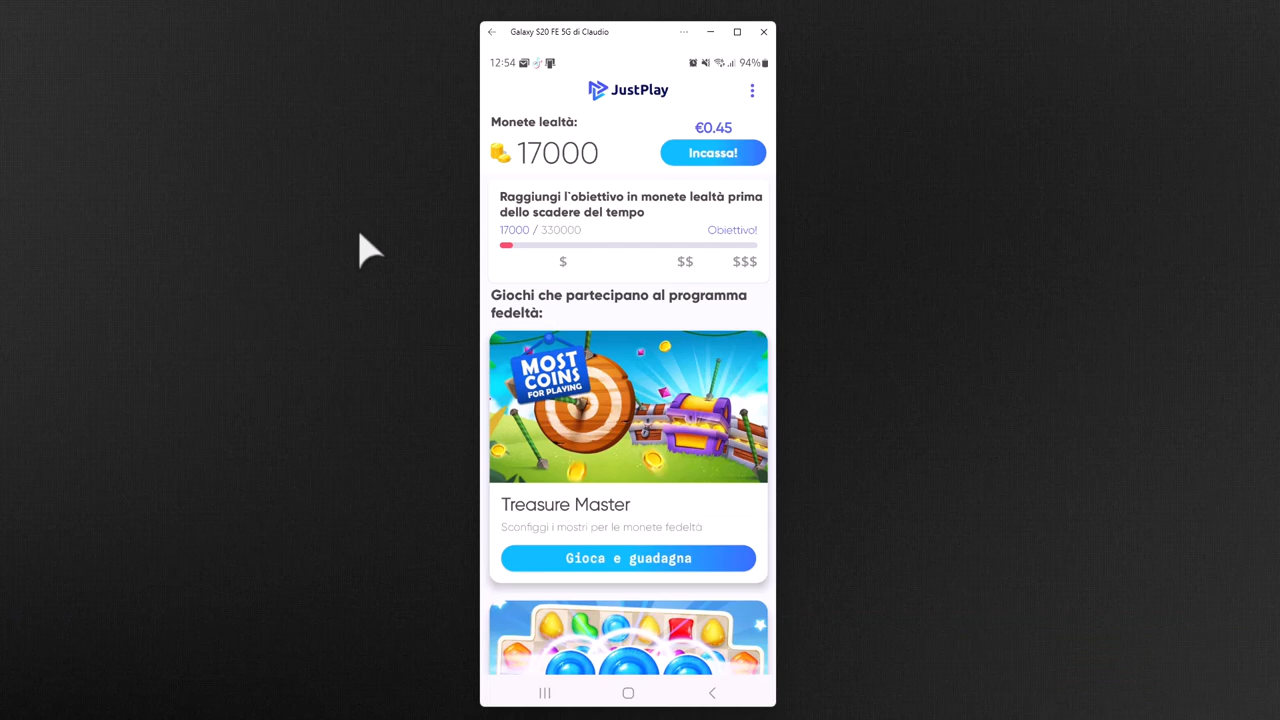 Galaxy S20 FE 5G di Claudio
12:54
94%
JustPlay
Monete lealtà:
€0.45
17000
Incassa!
Raggiungi l`obiettivo in monete lealtà prima
dello scadere del tempo
17000 / 330000
Obiettivo!
$
$$
$$$
Giochi che partecipano al programma
fedeltà:
MOST
COINS
FOR PLAYING
Treasure Master
Sconfiggi i mostri per le monete fedeltà
Gioca e guadagna